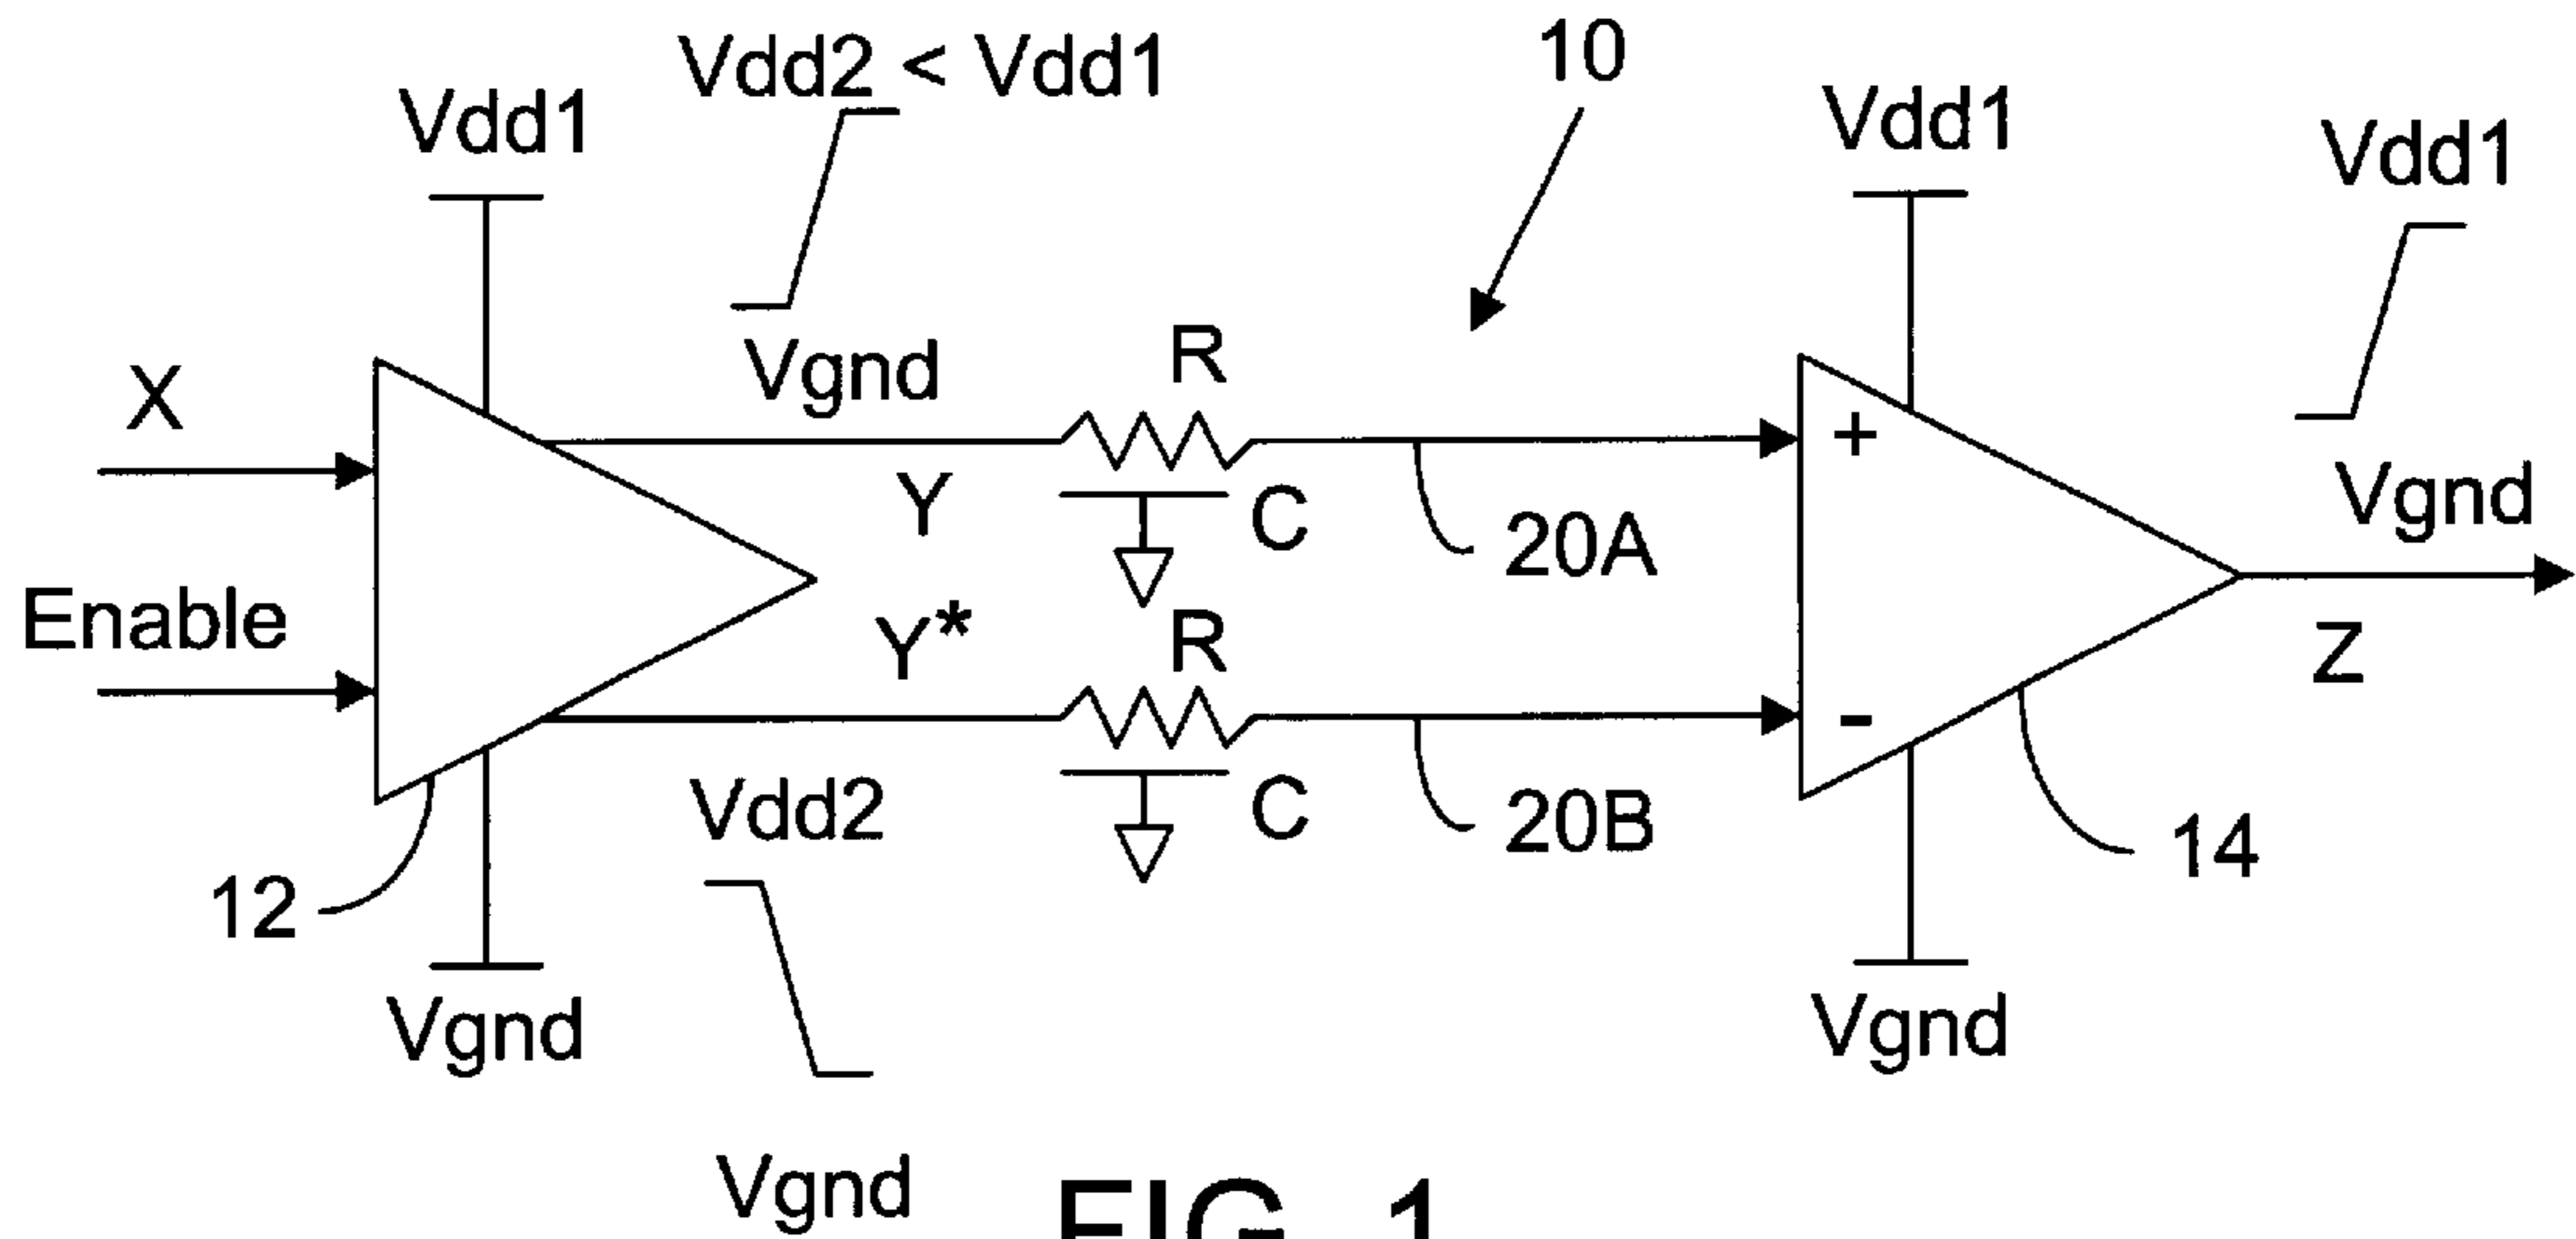 Vdd2 < Vdd1
10
Vdd1
Vdd1
Vdd1
Vgnd
R
X
+
Y
C
20A
Vgnd
Enable
Y*
R
Z
-
Vdd2
C
20B
14
12
Vgnd
Vgnd
Vgnd
FIG. 1